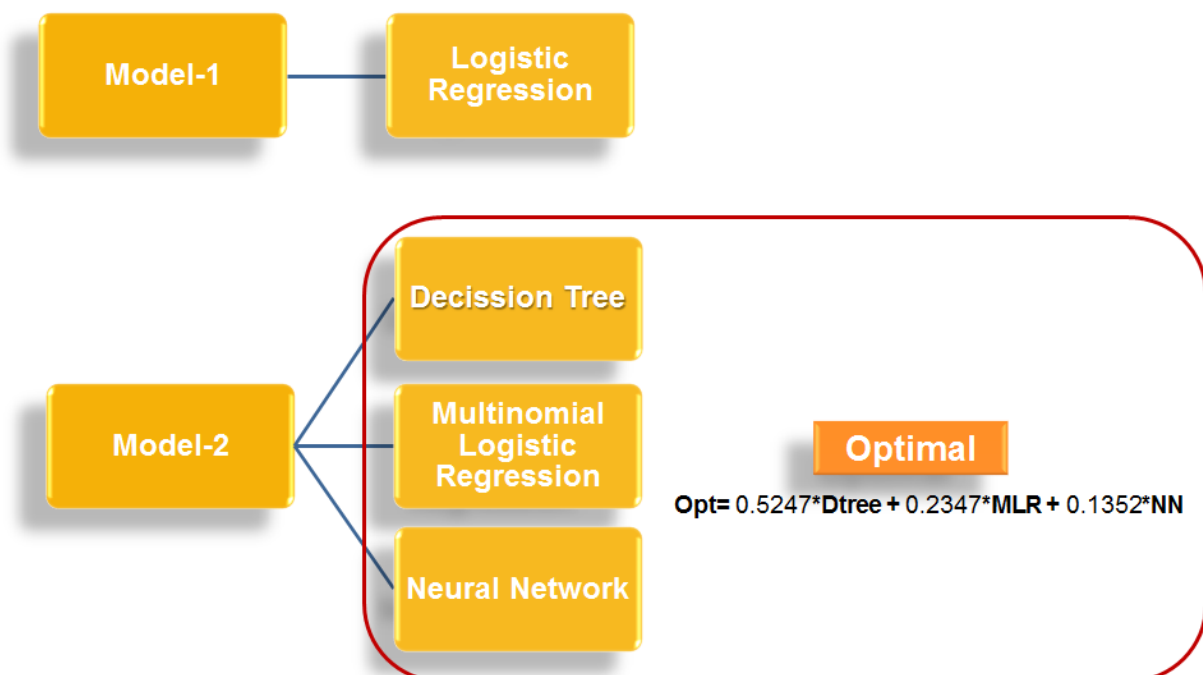 Model-1
Logistic
Regression
Decission Tree
Model-2
Multinomial
Logistic
Regression
Neural Network
Optimal
Opt= 0.5247*Dtree + 0.2347*MLR + 0.1352*NN